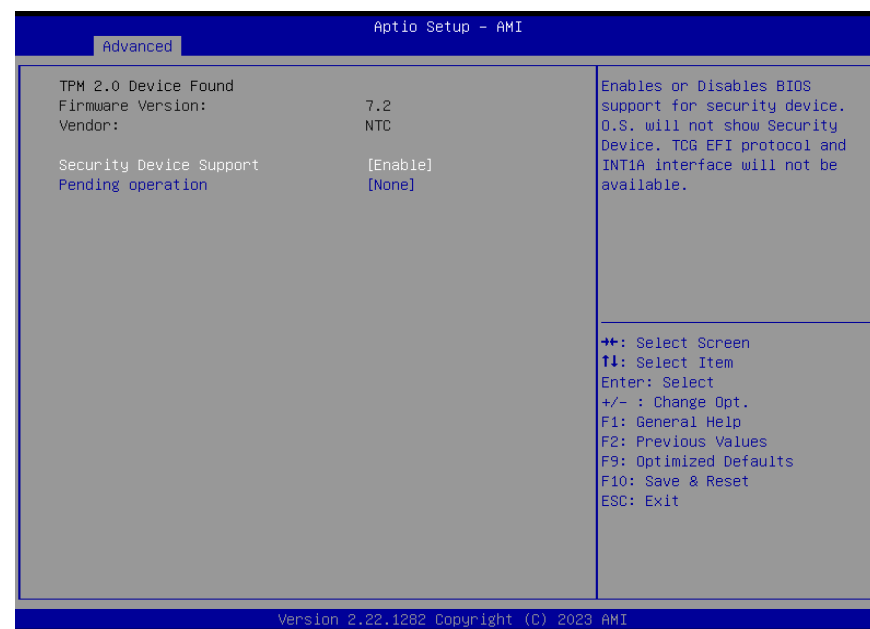 Aptio Setup – AMI
Advanced
TPM 2.0 Device Found
Firmware Version: 7.2
Vendor: NTC
Security Device Support [Enable]
Pending operation [None]
Enables or Disables BIOS
support for security device.
O.S. will not show Security
Device. TCG EFI protocol and
INT1A interface will not be
available.
→←: Select Screen
↑↓: Select Item
Enter: Select
+/- : Change Opt.
F1: General Help
F2: Previous Values
F9: Optimized Defaults
F10: Save & Reset
ESC: Exit
Version 2.22.1282 Copyright (C) 2023 AMI